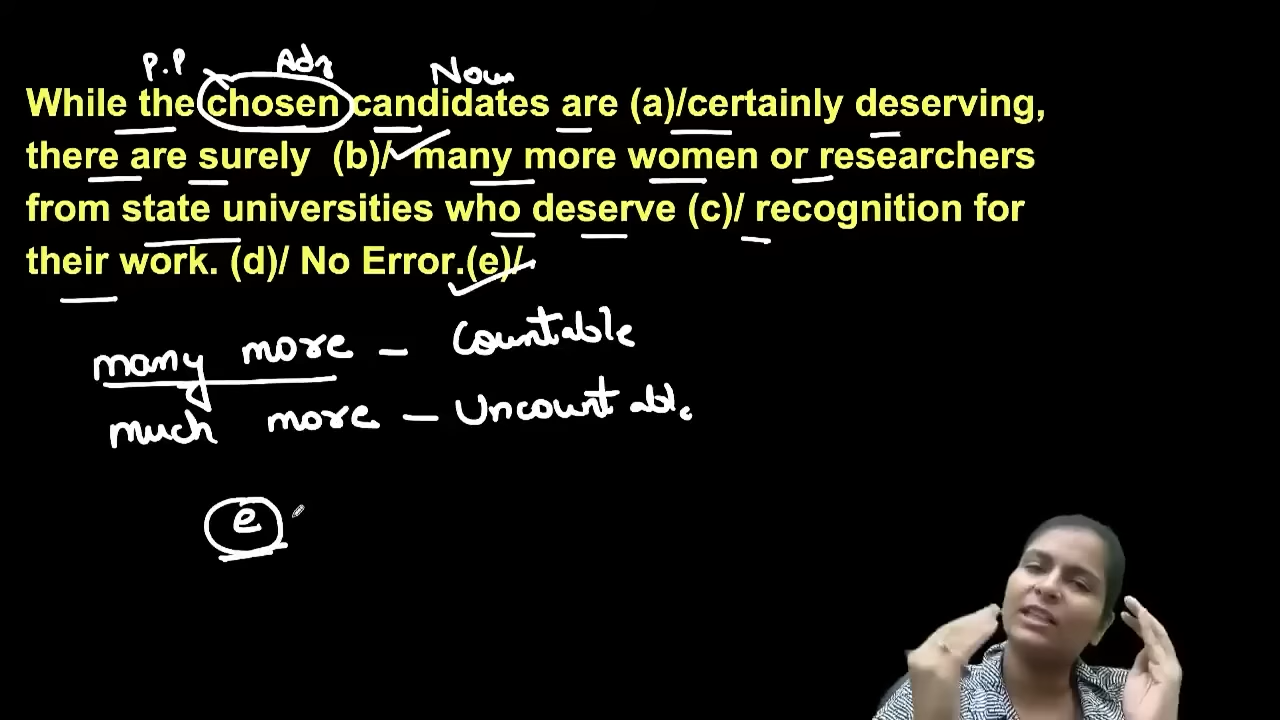 P.P Adj Noun
While the chosen candidates are (a)/certainly deserving,
there are surely (b)/ many more women or researchers
from state universities who deserve (c)/ recognition for
their work. (d)/ No Error.(e)/
many more – Countable
much more – Uncountable
e